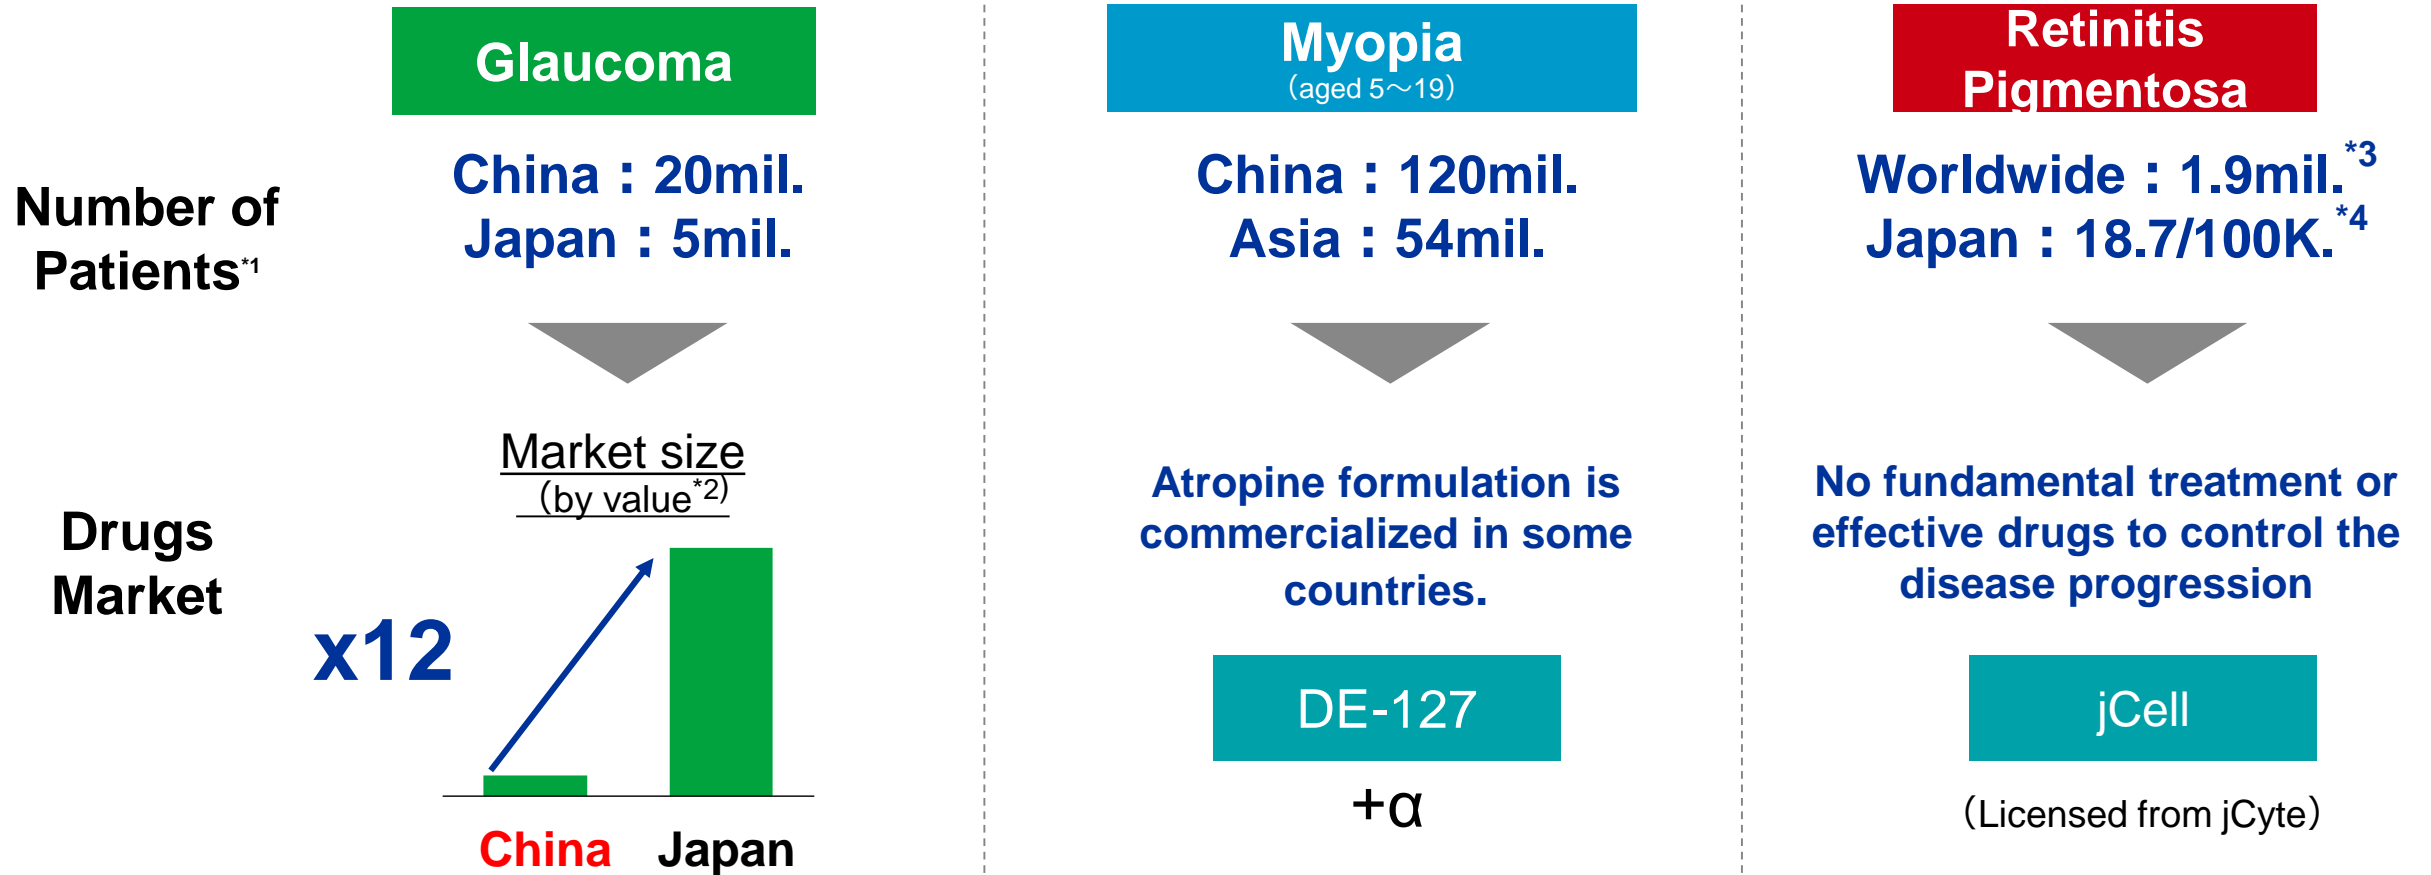 Glaucoma
Myopia
（aged 5～19）
Retinitis
Pigmentosa
Number of
Patients*1
China：20mil.
Japan：5mil.
China：120mil.
Asia：54mil.
Worldwide：1.9mil.*3
Japan：18.7/100K.*4
Drugs
Market
Market size
（by value*2)
x12
China
Japan
Atropine formulation is
commercialized in some
countries.
DE-127
+α
No fundamental treatment or
effective drugs to control the
disease progression
jCell
（Licensed from jCyte）